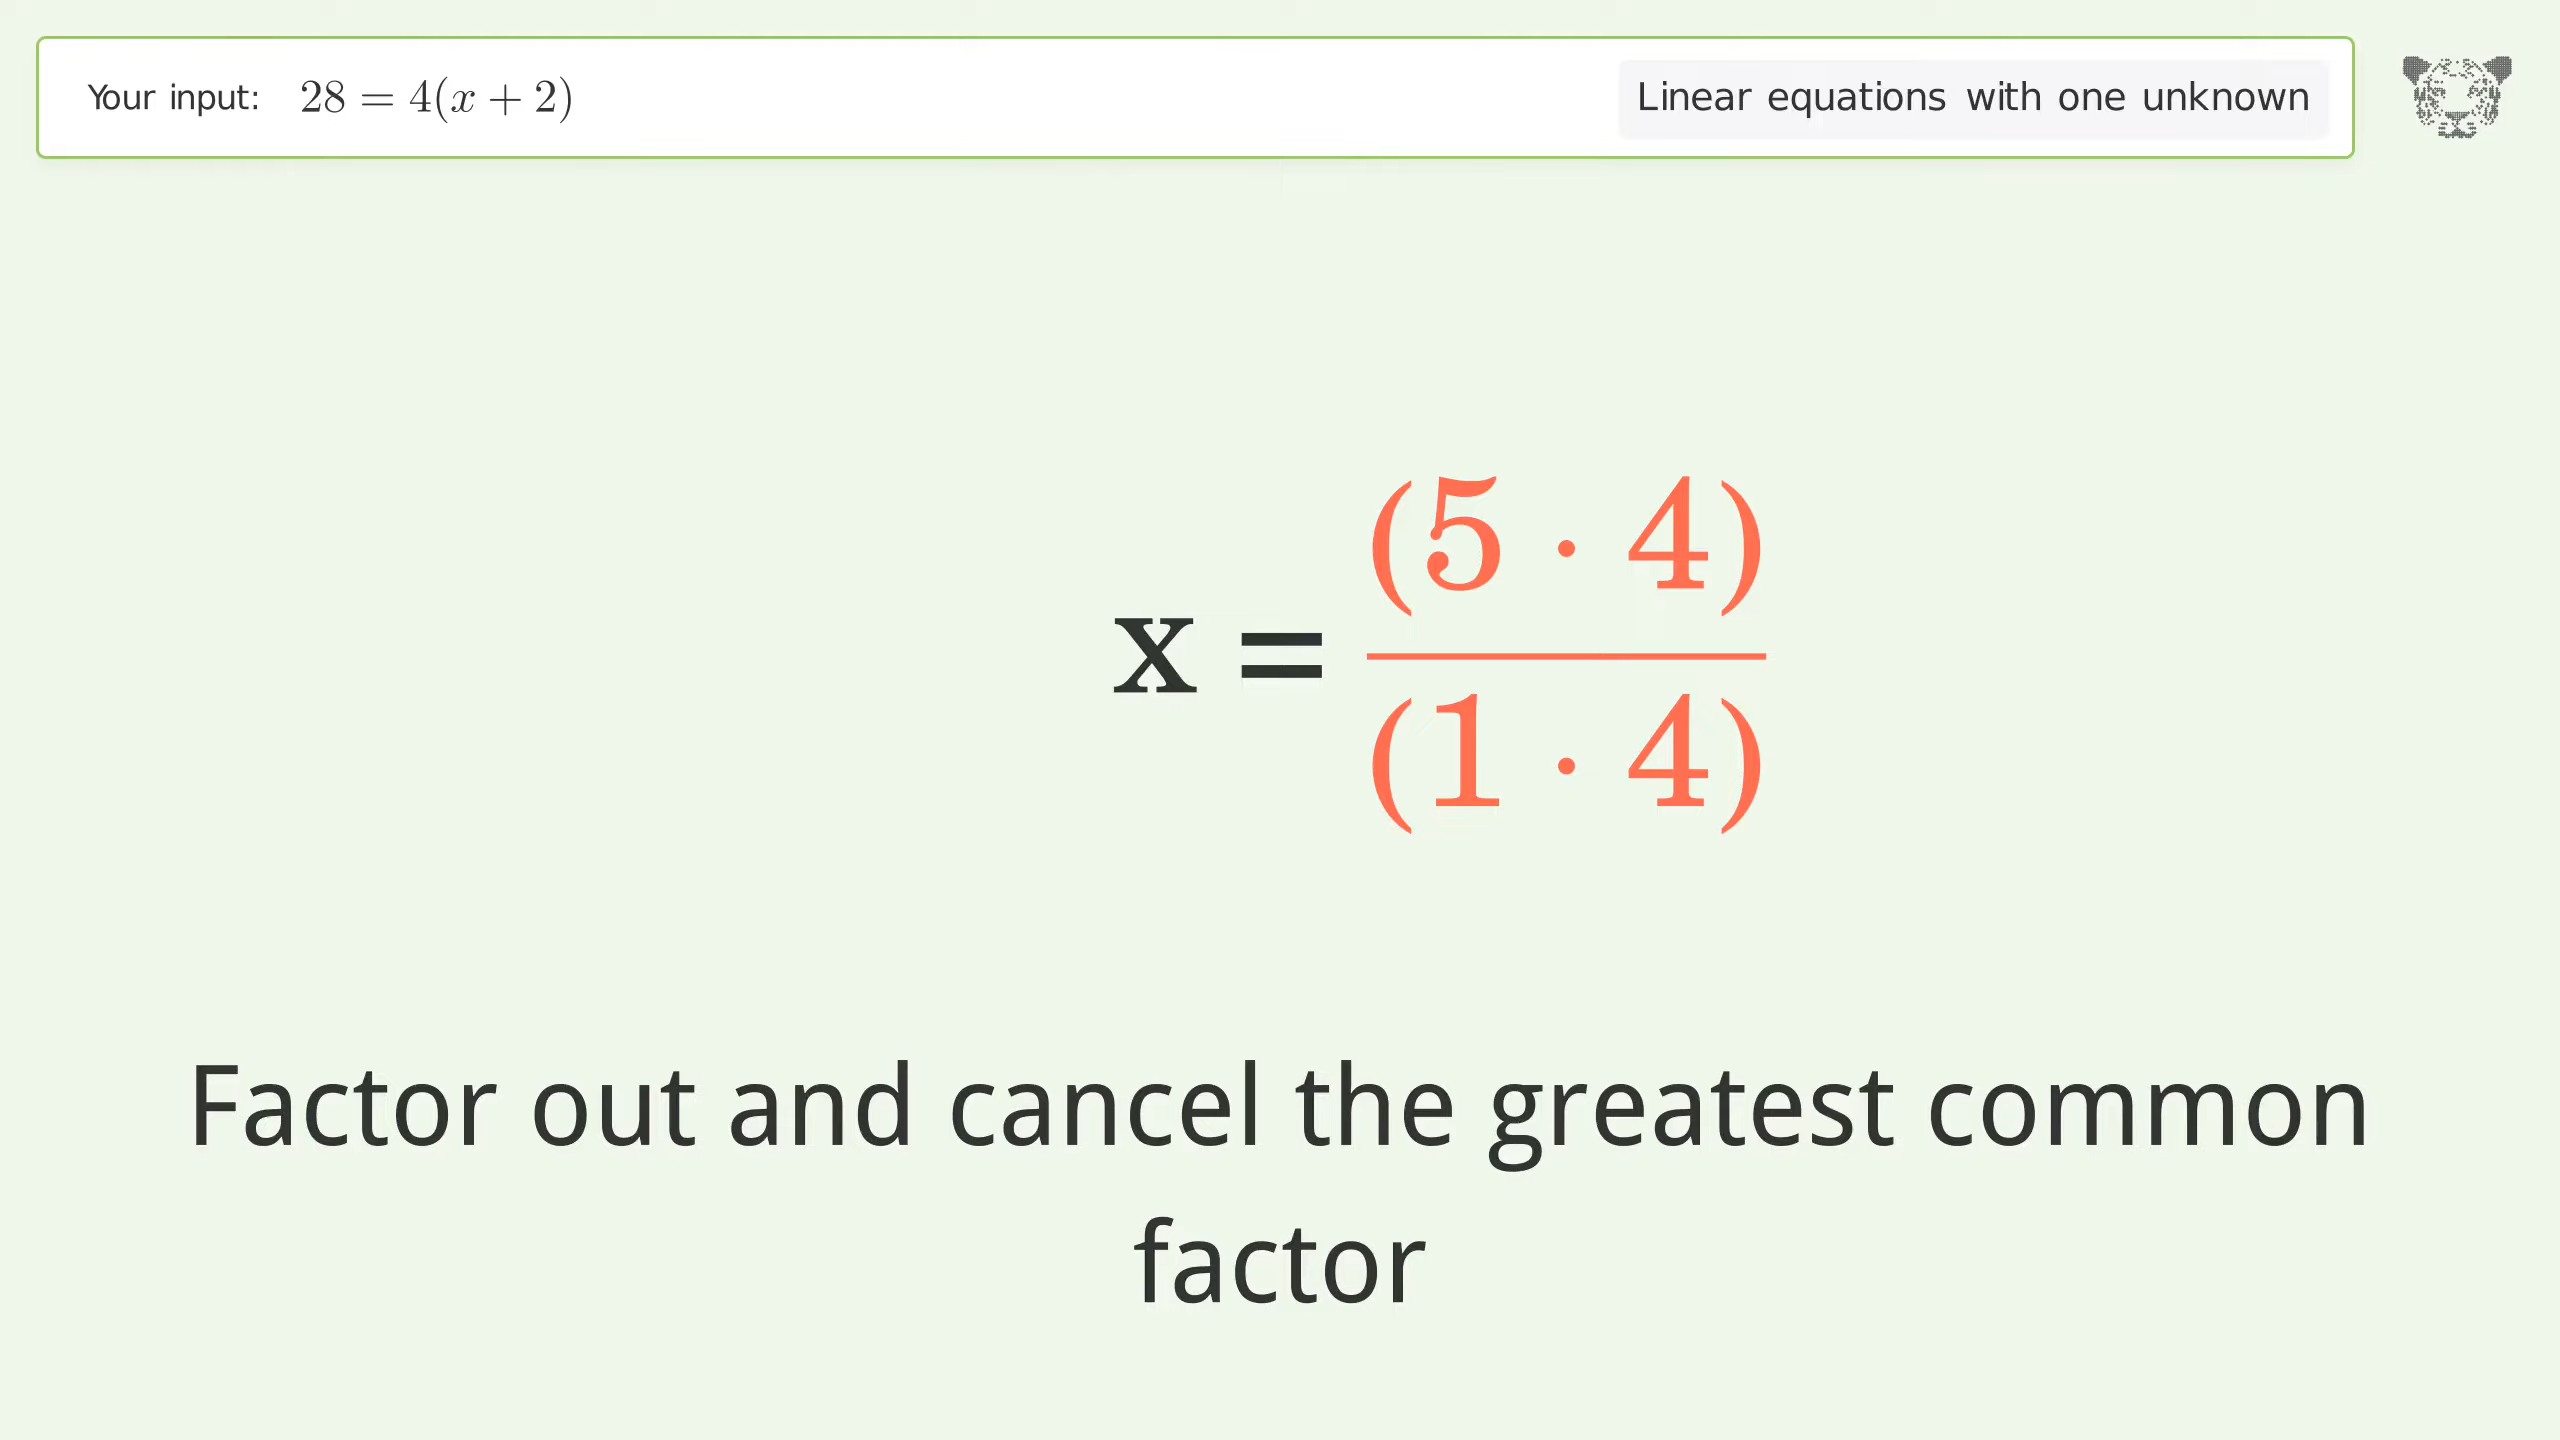 Your input: 28 = 4(x + 2)
Linear equations with one unknown
(5 · 4)
x =
(1 · 4)
Factor out and cancel the greatest common
factor